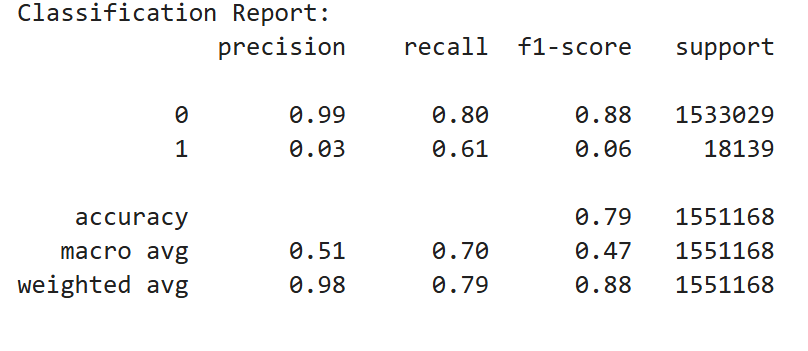 Classification Report:
precision recall f1-score support
0 0.99 0.80 0.88 1533029
1 0.03 0.61 0.06 18139
accuracy 0.79 1551168
macro avg 0.51 0.70 0.47 1551168
weighted avg 0.98 0.79 0.88 1551168